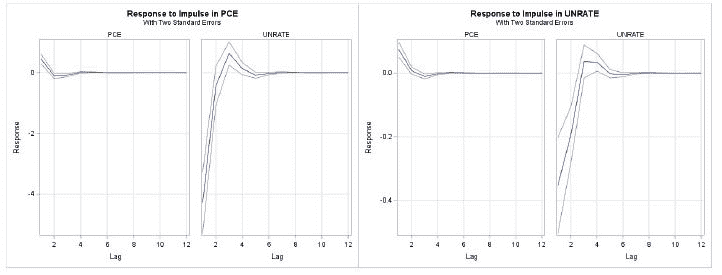 Response to Impulse in PCE
With Two Standard Errors
PCE
UNRATE
0
-2
-4
Response
2 4 6 8 10 12
2 4 6 8 10 12
Lag
Lag
Response to Impulse in UNRATE
With Two Standard Errors
PCE
UNRATE
0.0
-0.2
-0.4
Response
2 4 6 8 10 12
2 4 6 8 10 12
Lag
Lag